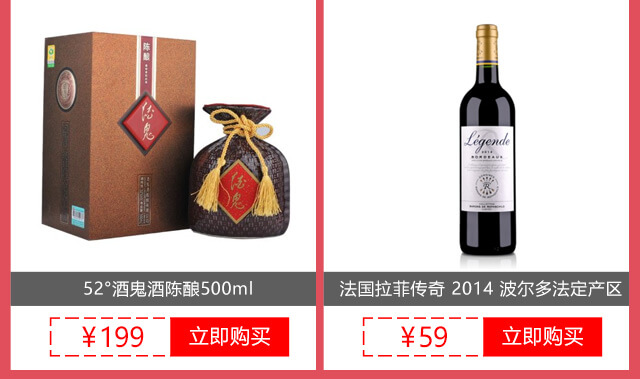 陈酿
酒鬼
酒鬼
52°酒鬼酒陈酿500ml
¥199
立即购买
Légende
2014
BORDEAUX
法国拉菲传奇 2014 波尔多法定产区
¥59
立即购买